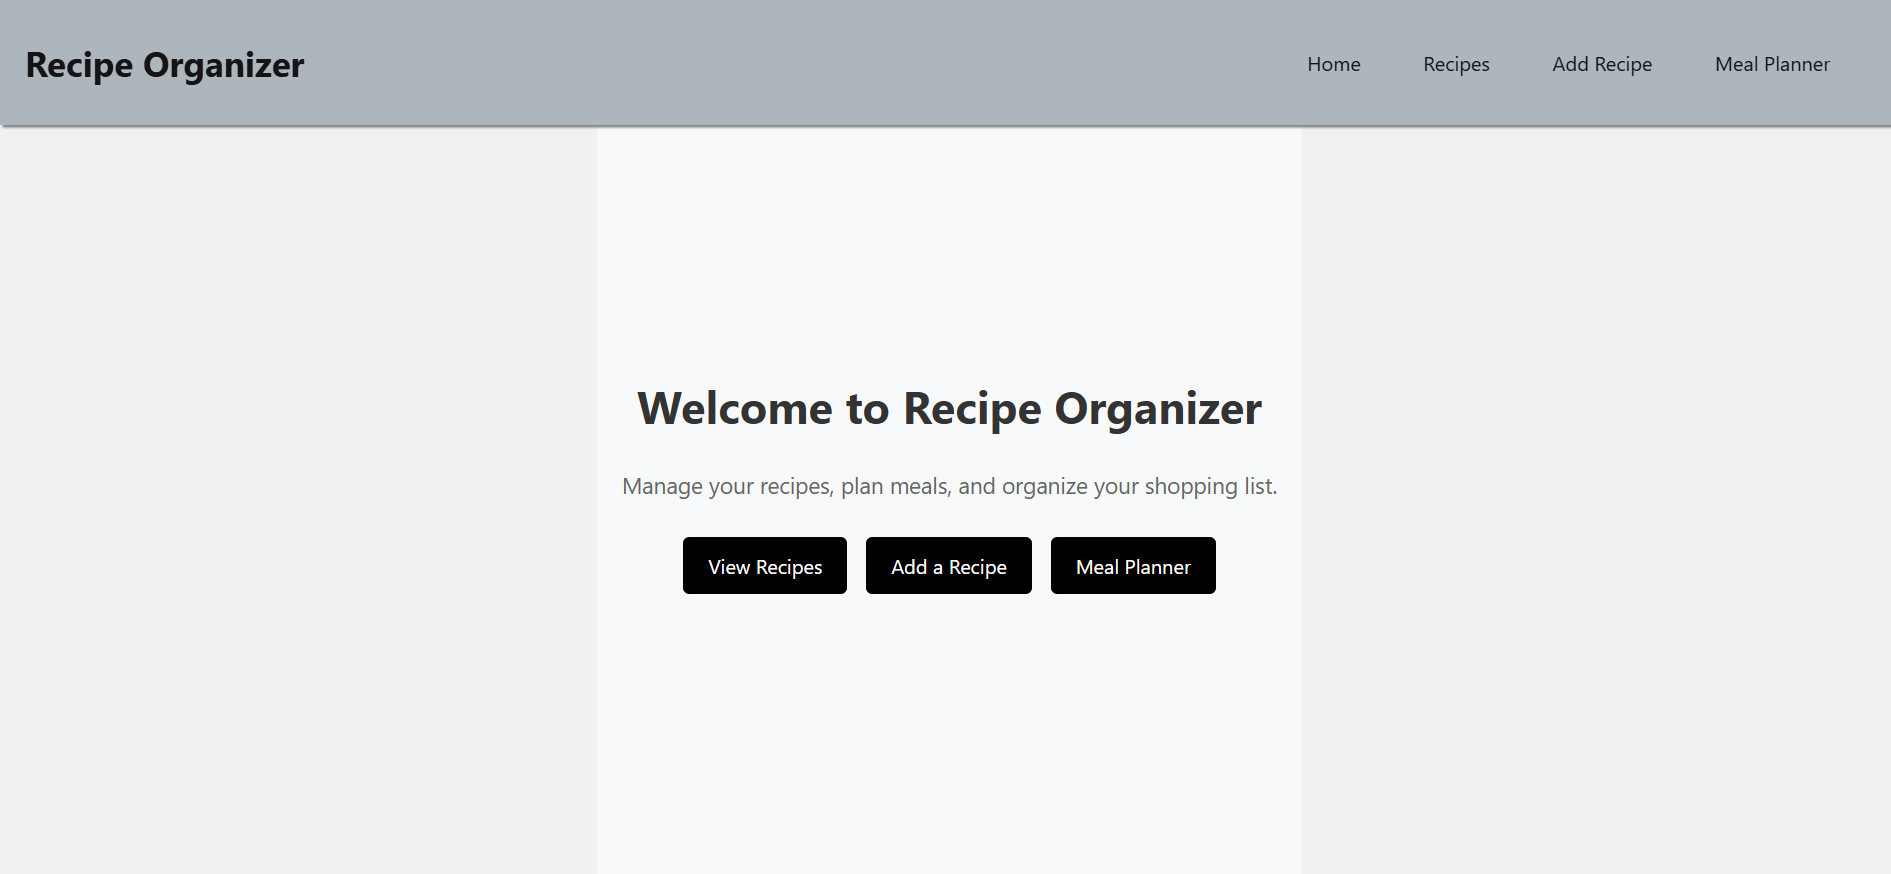 Recipe Organizer
Home Recipes Add Recipe Meal Planner
Welcome to Recipe Organizer
Manage your recipes, plan meals, and organize your shopping list.
View Recipes Add a Recipe Meal Planner